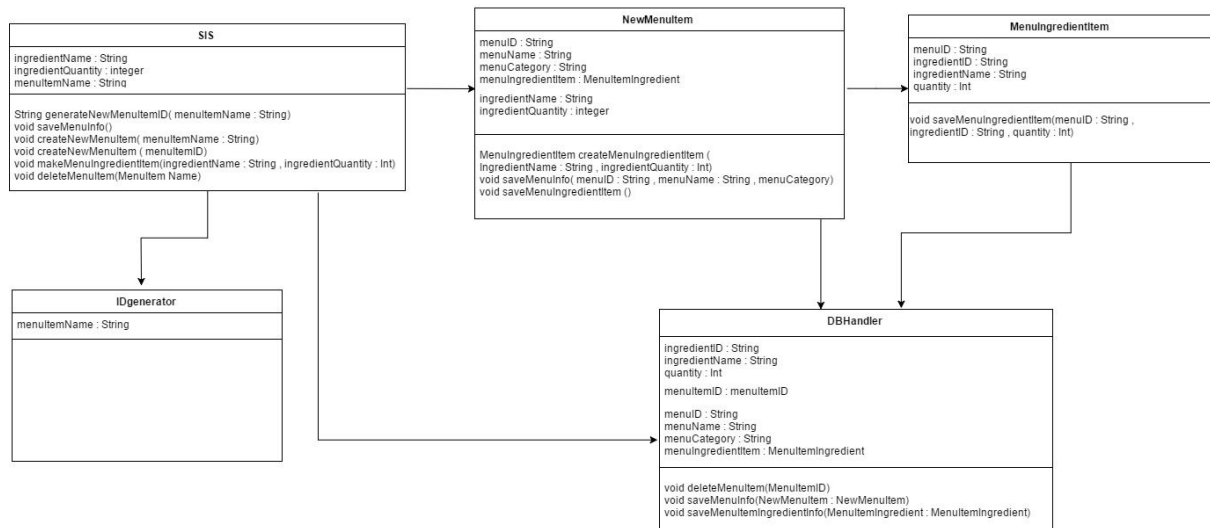 SIS
ingredientName : String
ingredientQuantity : integer
menuItemName : String
String generateNewMenuItemID( menuItemName : String)
void saveMenuInfo()
void createNewMenuItem( menuItemName : String)
void createNewMenuItem ( menuItemID)
void makeMenuIngredientItem(ingredientName : String , ingredientQuantity : Int)
void deleteMenuItem(MenuItem Name)
NewMenuItem
menuID : String
menuName : String
menuCategory : String
menuIngredientItem : MenuItemIngredient
ingredientName : String
ingredientQuantity : integer
MenuIngredientItem createMenuIngredientItem (
IngredientName : String , ingredientQuantity : Int)
void saveMenuInfo( menuID : String , menuName : String , menuCategory)
void saveMenuIngredientItem ()
MenuIngredientItem
menuID : String
ingredientID : String
ingredientName : String
quantity : Int
void saveMenuIngredientItem(menuID : String ,
ingredientID : String , quantity : Int)
IDgenerator
menuItemName : String
DBHandler
ingredientID : String
ingredientName : String
quantity : Int
menuItemID : menuItemID
menuID : String
menuName : String
menuCategory : String
menuIngredientItem : MenuItemIngredient
void deleteMenuItem(MenuItemID)
void saveMenuInfo(NewMenuItem : NewMenuItem)
void saveMenuItemIngredientInfo(MenuItemIngredient : MenuItemIngredient)